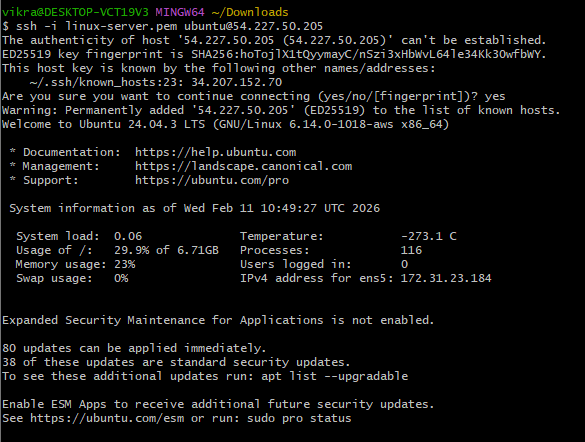 vikra@DESKTOP-VCT19V3 MINGW64 ~/Downloads
$ ssh -i linux-server.pem ubuntu@54.227.50.205
The authenticity of host '54.227.50.205 (54.227.50.205)' can't be established.
ED25519 key fingerprint is SHA256:hoTojlX1tQyymayC/nSzi3xHbWvL64le34Kk3OwfbWY.
This host key is known by the following other names/addresses:
    ~/.ssh/known_hosts:23: 34.207.152.70
Are you sure you want to continue connecting (yes/no/[fingerprint])? yes
Warning: Permanently added '54.227.50.205' (ED25519) to the list of known hosts.
Welcome to Ubuntu 24.04.3 LTS (GNU/Linux 6.14.0-1018-aws x86_64)

 * Documentation:  https://help.ubuntu.com
 * Management:     https://landscape.canonical.com
 * Support:        https://ubuntu.com/pro

 System information as of Wed Feb 11 10:49:27 UTC 2026

  System load:  0.06              Temperature:           -273.1 C
  Usage of /:   29.9% of 6.71GB   Processes:             116
  Memory usage: 23%               Users logged in:       0
  Swap usage:   0%                IPv4 address for ens5: 172.31.23.184

Expanded Security Maintenance for Applications is not enabled.

80 updates can be applied immediately.
38 of these updates are standard security updates.
To see these additional updates run: apt list --upgradable

Enable ESM Apps to receive additional future security updates.
See https://ubuntu.com/esm or run: sudo pro status